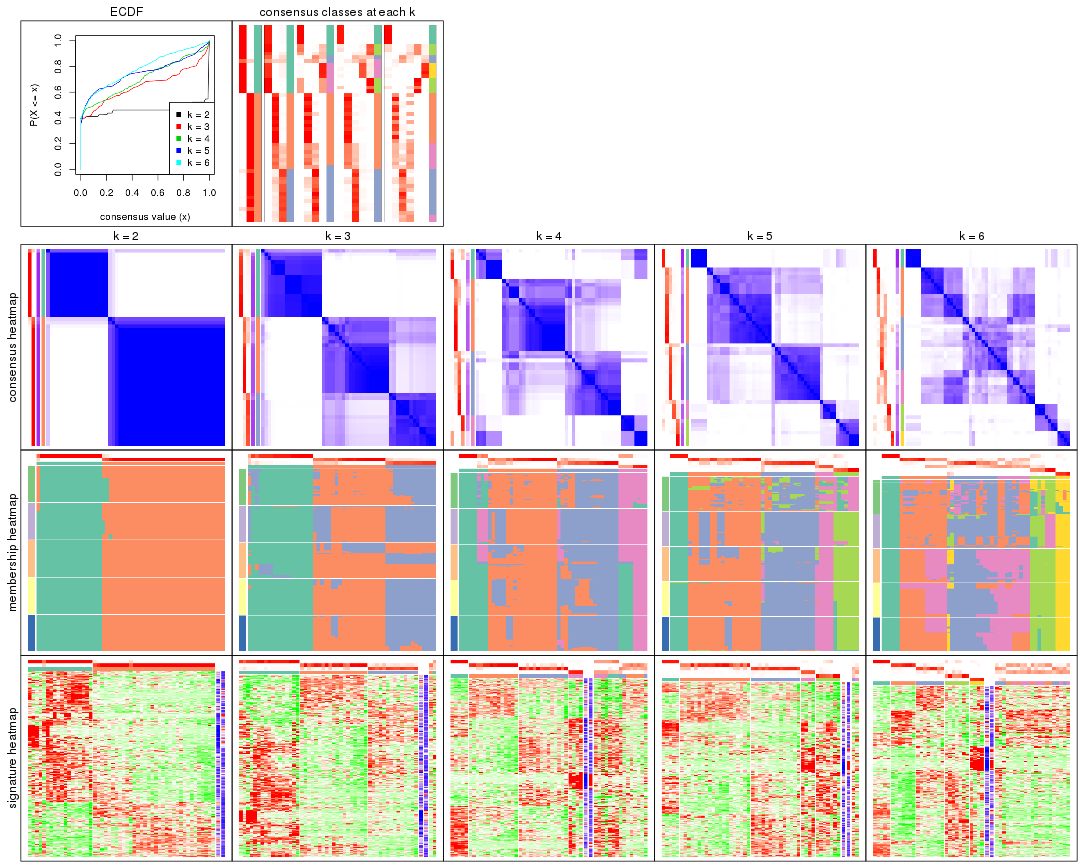 ECDF
consensus classes at each k
P(X <= x)
1.0
0.8
0.6
0.4
0.2
0.0
k = 2
k = 3
k = 4
k = 5
k = 6
0.0 0.2 0.4 0.6 0.8 1.0
consensus value (x)
k = 2 k = 3 k = 4 k = 5 k = 6
consensus heatmap
membership heatmap
signature heatmap